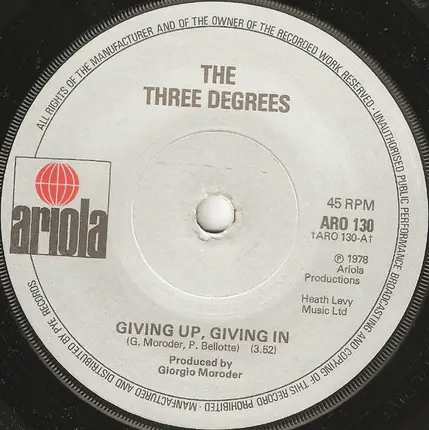 ALL RIGHTS OF THE MANUFACTURER AND OF THE OWNER OF THE RECORDED WORK RESERVED · UNAUTHORISED PUBLIC PERFORMANCE BROADCASTING AND COPYING OF THIS RECORD PROHIBITED · MANUFACTURED AND DISTRIBUTED BY PYE RECORDS
THE
THREE DEGREES
ariola
45 RPM
ARO 130
†ARO 130-A†
℗ 1978
Ariola
Productions
Heath Levy
Music Ltd
GIVING UP, GIVING IN
(G. Moroder, P. Bellotte) (3.52)
Produced by
Giorgio Moroder